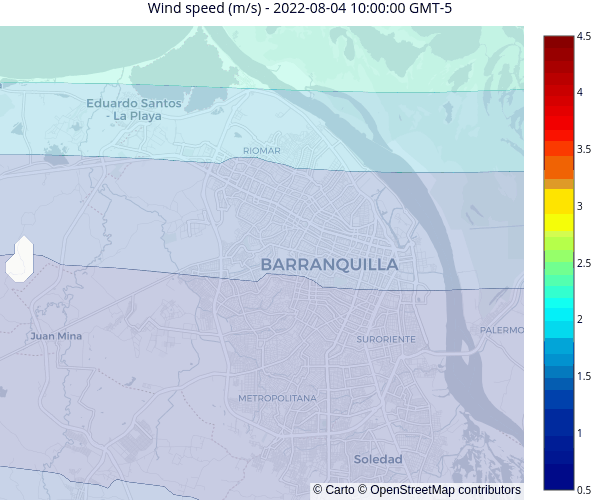 Wind speed (m/s) - 2022-08-04 10:00:00 GMT-5
4.5
4
3.5
3
2.5
2
1.5
1
0.5
Eduardo Santos
- La Playa
RIOMAR
BARRANQUILLA
Juan Mina
SURORIENTE
PALERMO
METROPOLITANA
Soledad
© Carto © OpenStreetMap contributors